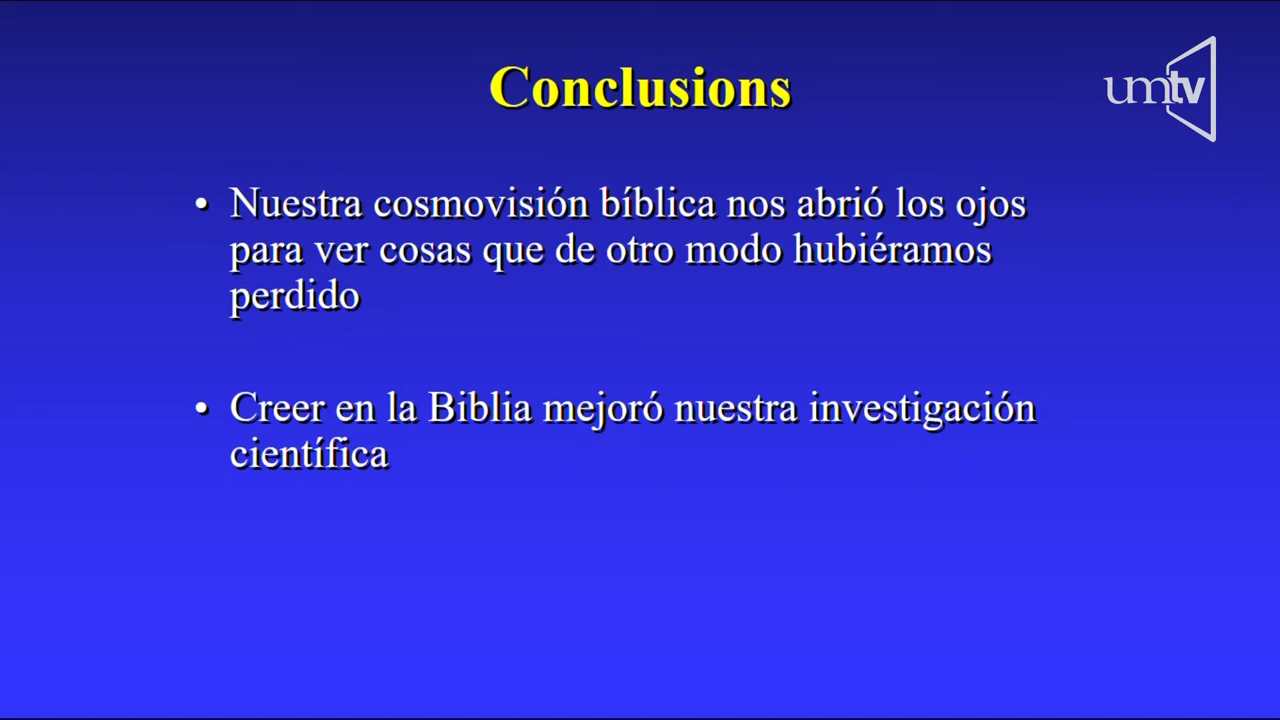 Conclusions
umtv
• Nuestra cosmovisión bíblica nos abrió los ojos
para ver cosas que de otro modo hubiéramos
perdido
• Creer en la Biblia mejoró nuestra investigación
científica